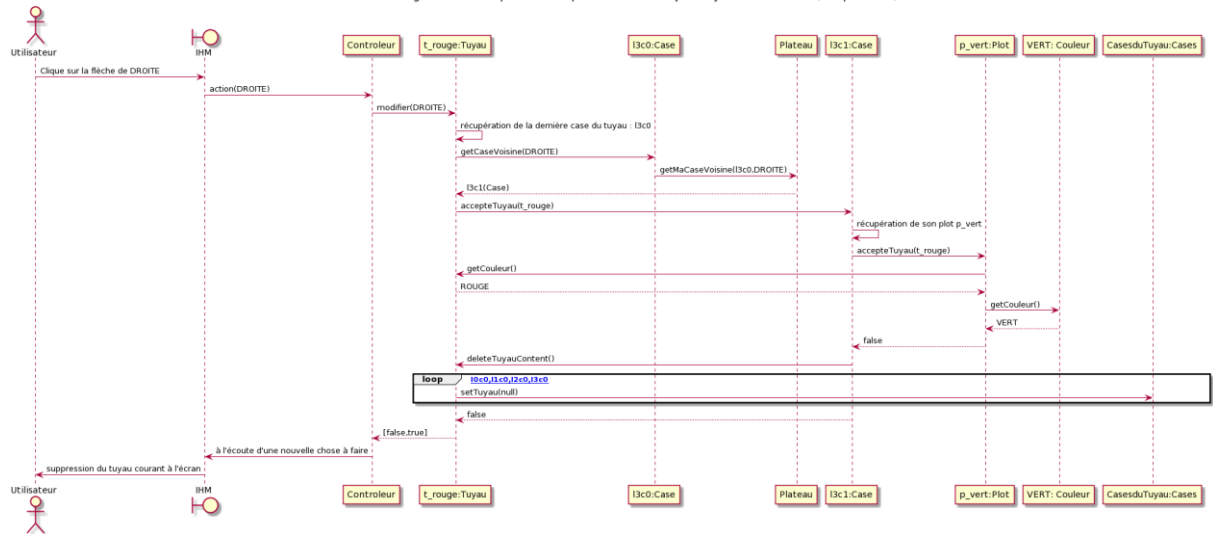 Utilisateur
IHM
Controleur
t_rouge:Tuyau
l3c0:Case
Plateau
l3c1:Case
p_vert:Plot
VERT: Couleur
CasesduTuyau:Cases
Clique sur la flèche de DROITE
action(DROITE)
modifier(DROITE)
récupération de la dernière case du tuyau : l3c0
getCaseVoisine(DROITE)
getMaCaseVoisine(l3c0,DROITE)
l3c1(Case)
accepteTuyau(t_rouge)
récupération de son plot p_vert
accepteTuyau(t_rouge)
getCouleur()
ROUGE
getCouleur()
VERT
false
deleteTuyauContent()
loop
l0c0,l1c0,l2c0,l3c0
setTuyau(null)
false
[false,true]
à l'écoute d'une nouvelle chose à faire
suppression du tuyau courant à l'écran
Utilisateur
IHM
Controleur
t_rouge:Tuyau
l3c0:Case
Plateau
l3c1:Case
p_vert:Plot
VERT: Couleur
CasesduTuyau:Cases